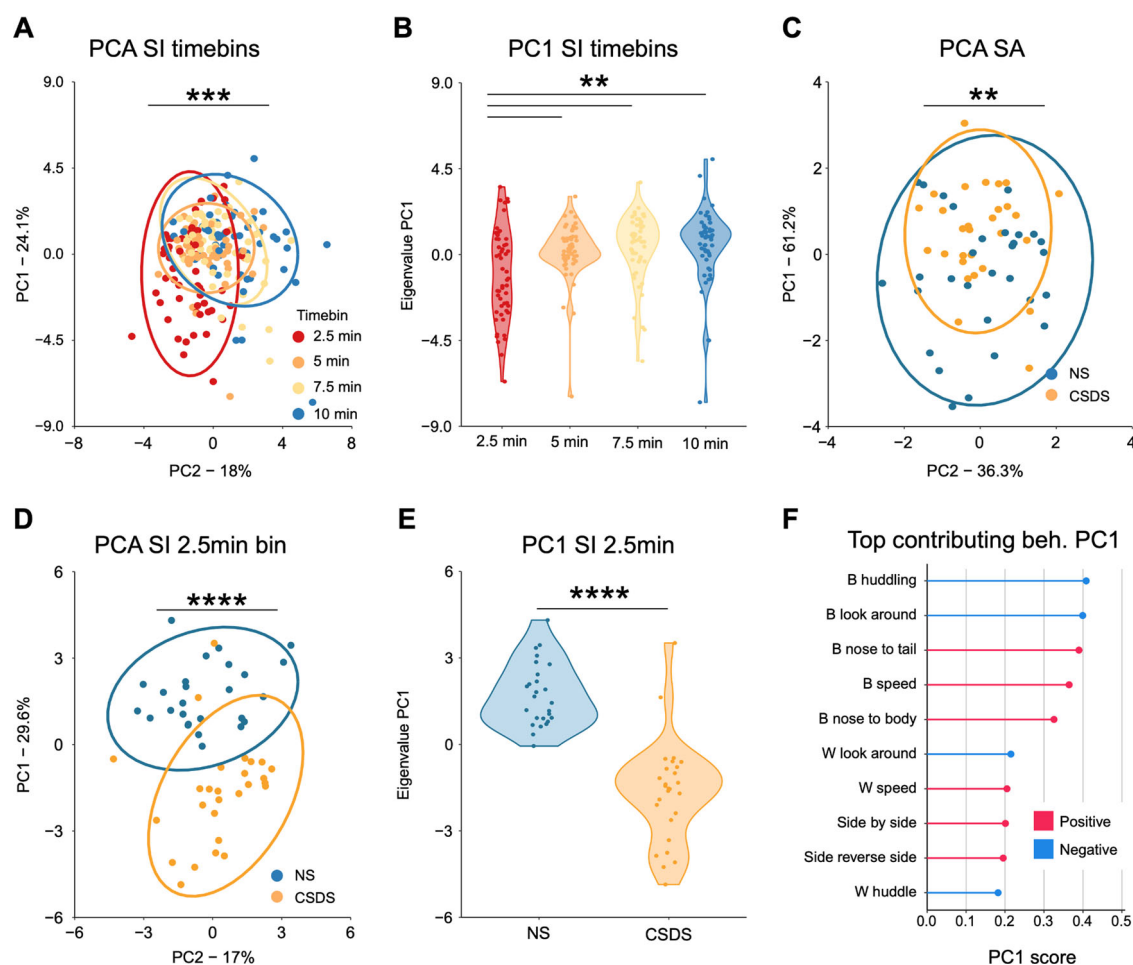 A
PCA SI timebins
***
9.0
4.5
0.0
−4.5
−9.0
PC1 − 24.1%
−8
−4
0
4
8
PC2 − 18%
Timebin
2.5 min
5 min
7.5 min
10 min
B
PC1 SI timebins
**
9.0
4.5
0.0
−4.5
−9.0
Eigenvalue PC1
2.5 min
5 min
7.5 min
10 min
C
PCA SA
**
4
2
0
−2
−4
PC1 − 61.2%
−4
−2
0
2
4
PC2 − 36.3%
NS
CSDS
D
PCA SI 2.5min bin
****
6
3
0
−3
−6
PC1 − 29.6%
−6
−3
0
3
6
PC2 − 17%
NS
CSDS
E
PC1 SI 2.5min
****
6
3
0
−3
−6
Eigenvalue PC1
NS
CSDS
F
Top contributing beh. PC1
B huddling
B look around
B nose to tail
B speed
B nose to body
W look around
W speed
Side by side
Side reverse side
W huddle
Positive
Negative
0.0
0.1
0.2
0.3
0.4
0.5
PC1 score